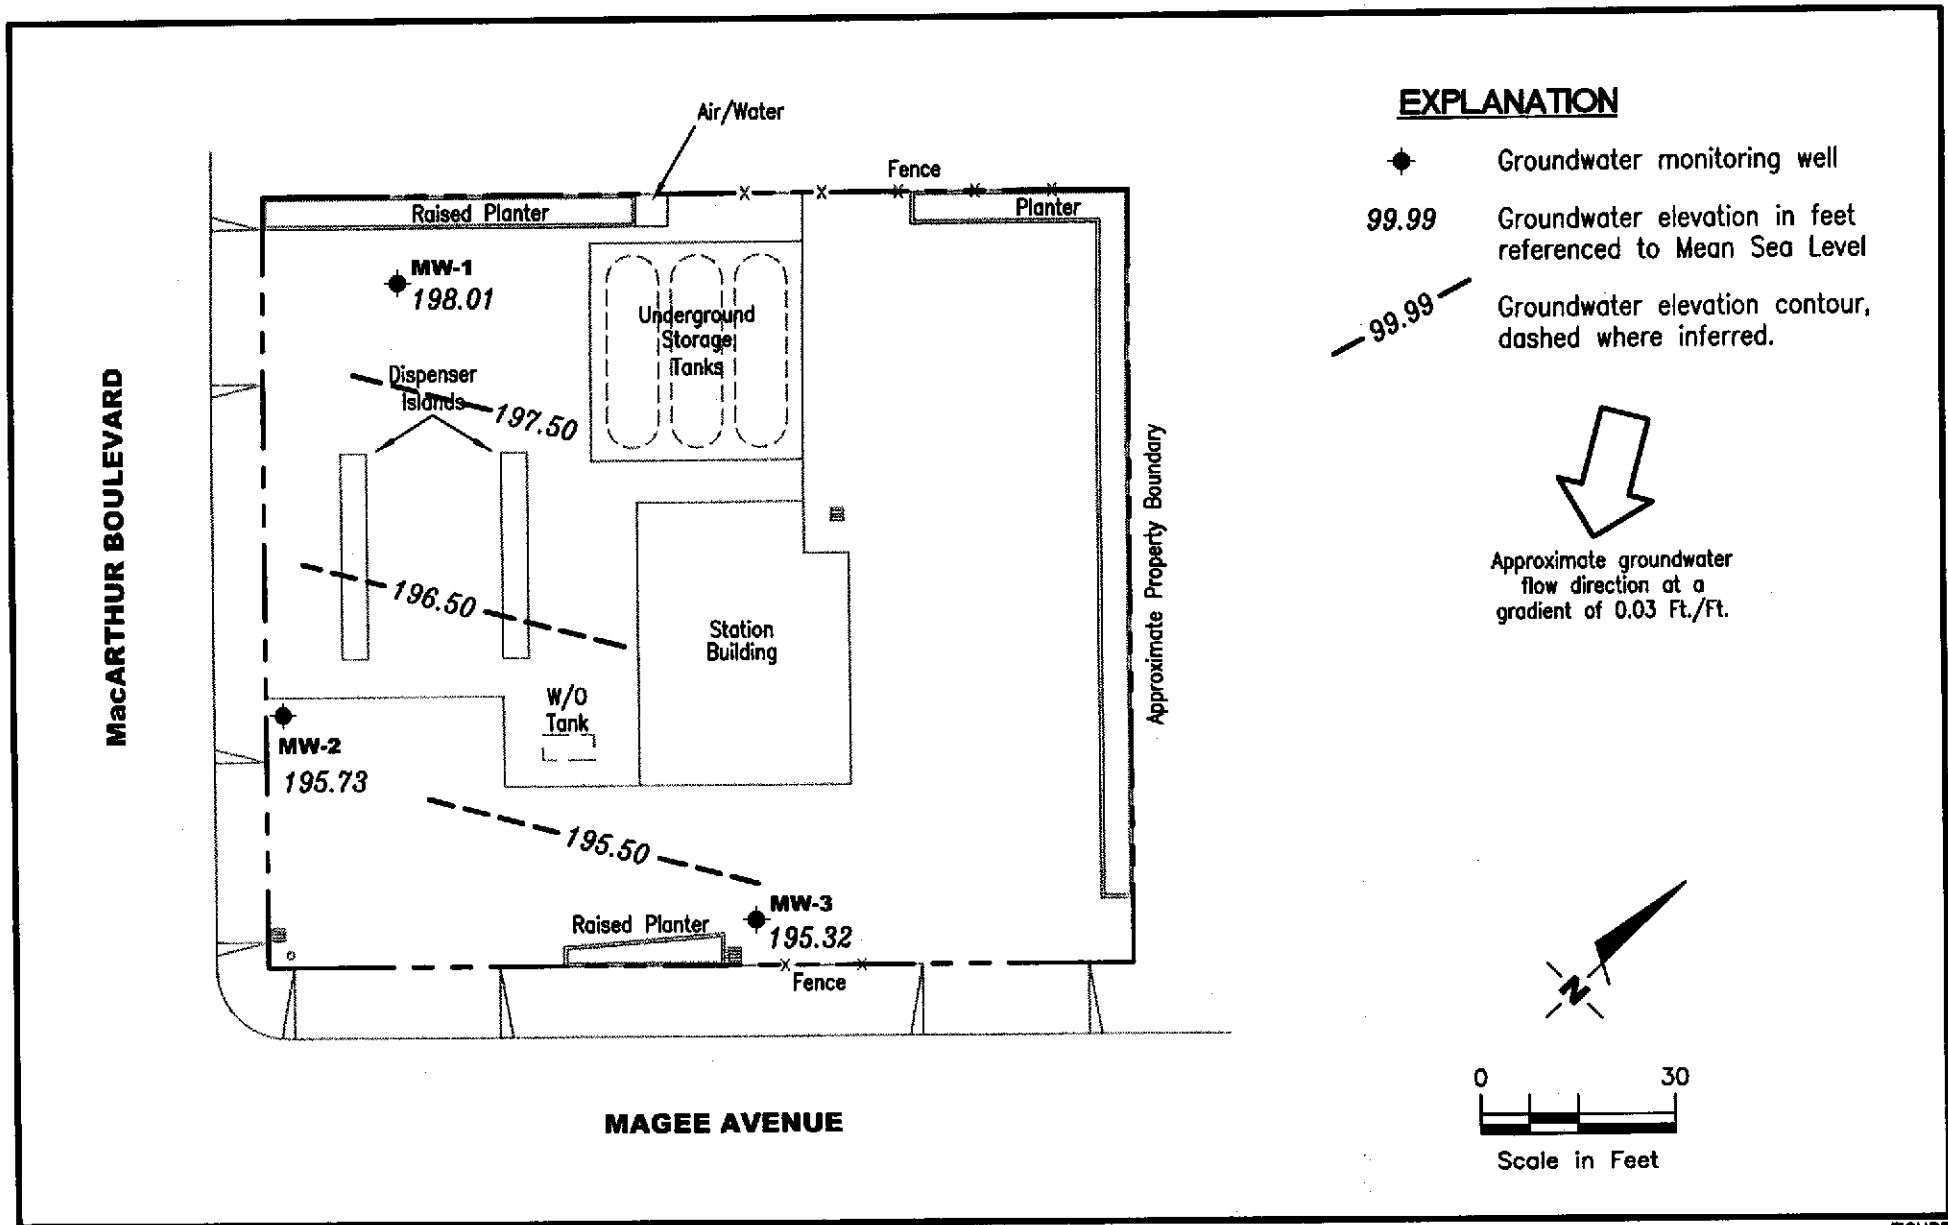 Air/Water
Fence
Raised Planter
Planter
MW-1
198.01
Underground
Storage
Tanks
Dispenser
Islands
197.50
196.50
Station
Building
W/O
Tank
MW-2
195.73
195.50
MW-3
195.32
Raised Planter
Fence
Approximate Property Boundary
MacARTHUR BOULEVARD
MAGEE AVENUE
EXPLANATION
Groundwater monitoring well
99.99 Groundwater elevation in feet
referenced to Mean Sea Level
99.99 Groundwater elevation contour,
dashed where inferred.
Approximate groundwater
flow direction at a
gradient of 0.03 Ft./Ft.
N
0 30
Scale in Feet